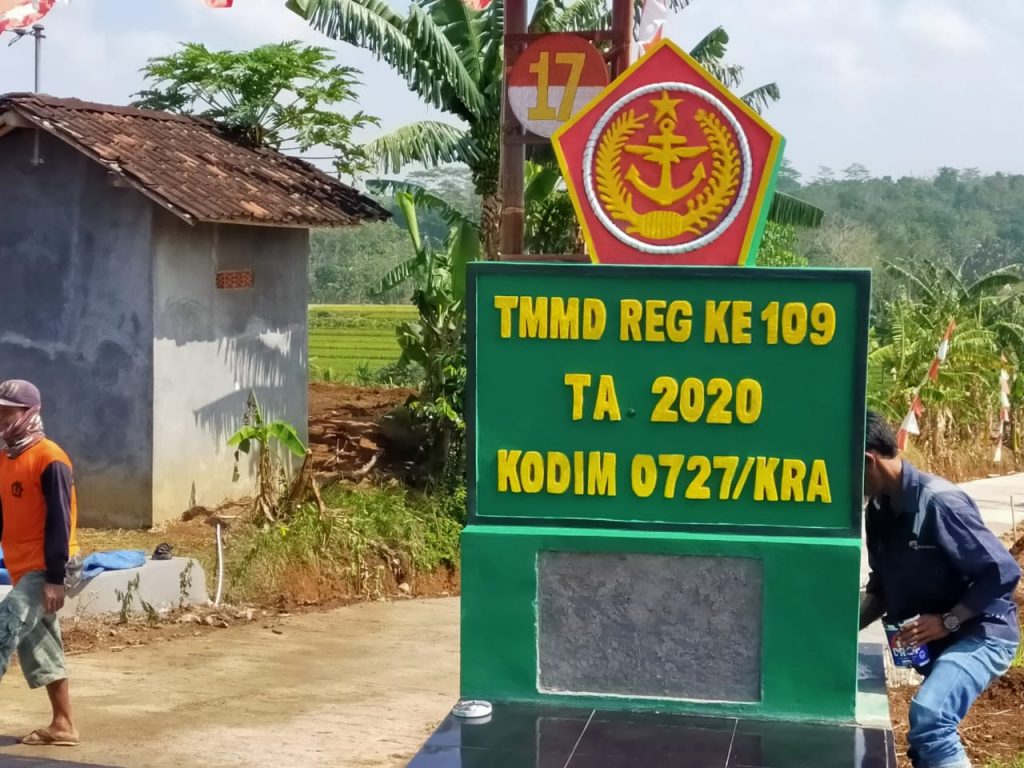 17
TMMD REG KE 109
TA 2020
KODIM 0727/KRA